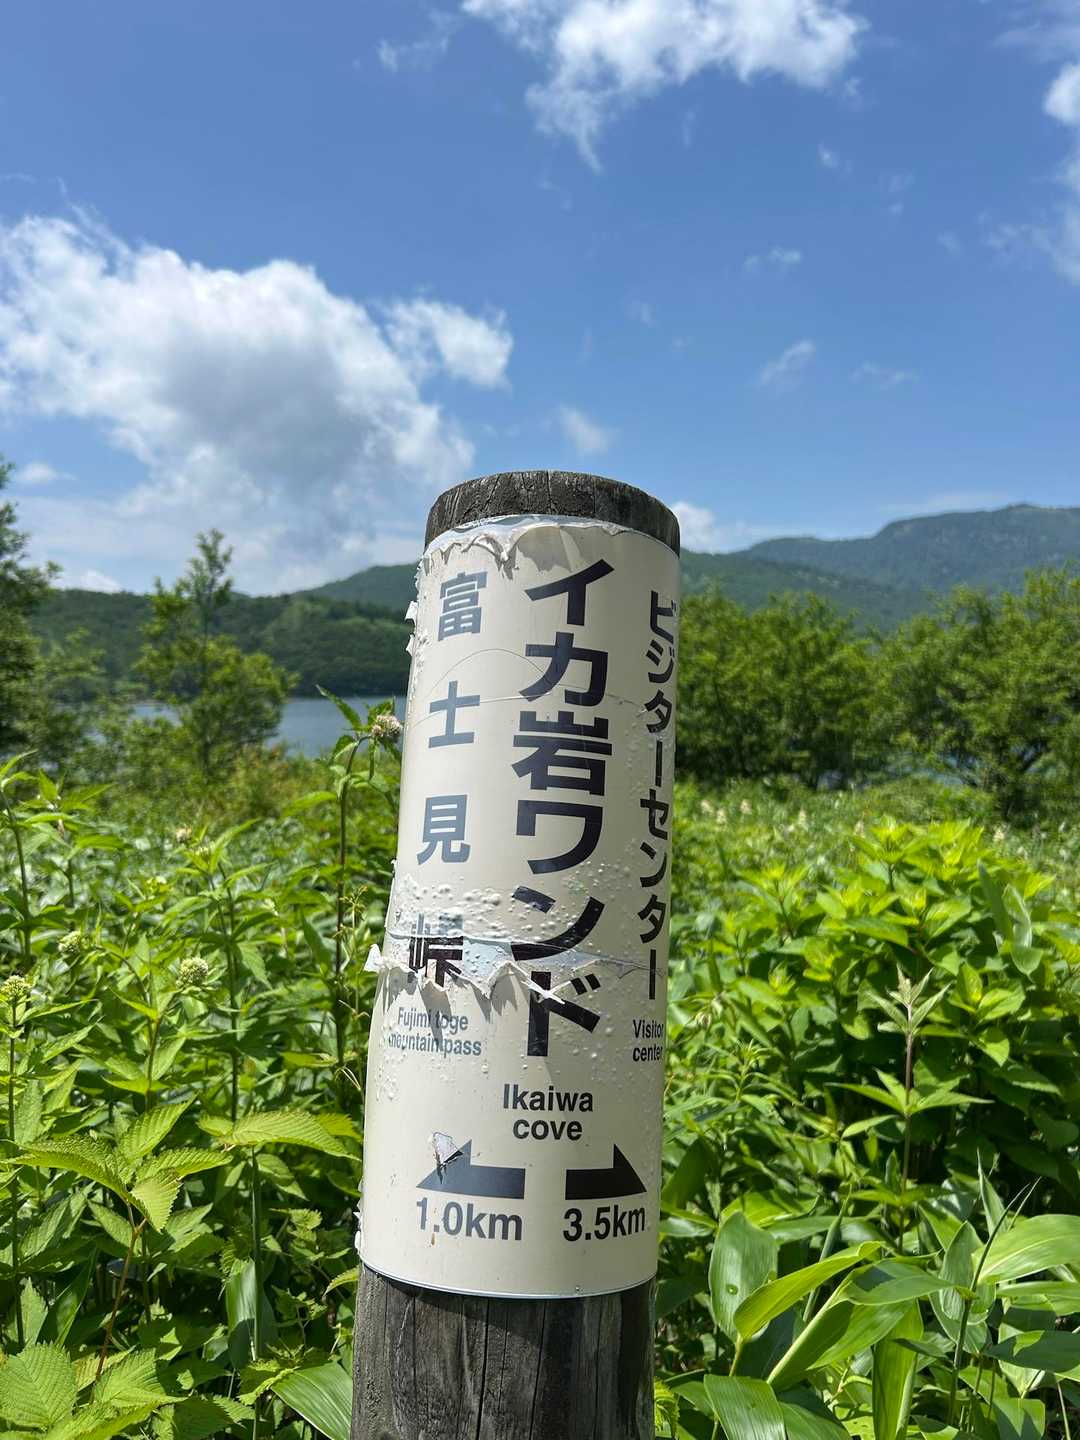 富士見峠
Fujimi toge
mountain pass
イカ岩ワンド
Ikaiwa
cove
ビジターセンター
Visitor
center
1.0km
3.5km